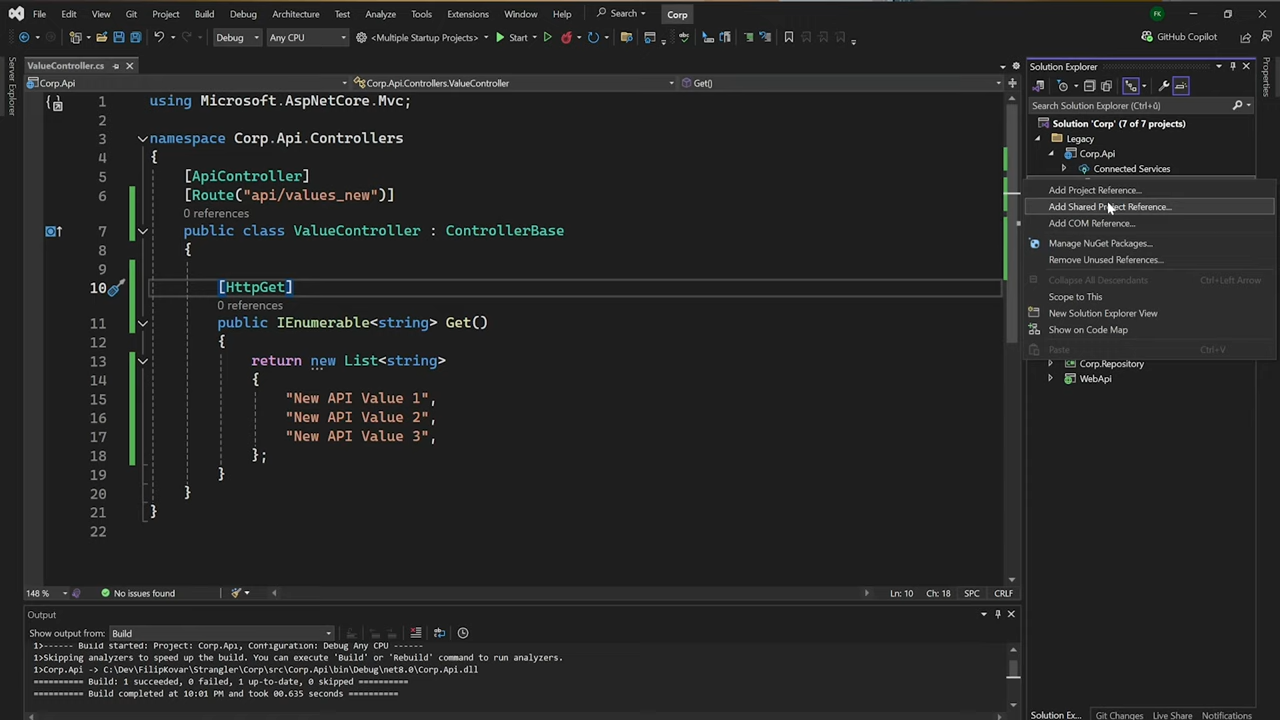 File Edit View Git Project Build Debug Architecture Test Analyze Tools Extensions Window Help Search Corp FK
Debug Any CPU <Multiple Startup Projects> Start GitHub Copilot
Server Explorer
ValueController.cs
Corp.Api Corp.Api.Controllers.ValueController Get()
1 using Microsoft.AspNetCore.Mvc;
2
3 namespace Corp.Api.Controllers
4 {
5 [ApiController]
6 [Route("api/values_new")]
0 references
7 public class ValueController : ControllerBase
8 {
9
10 [HttpGet]
0 references
11 public IEnumerable<string> Get()
12 {
13 return new List<string>
14 {
15 "New API Value 1",
16 "New API Value 2",
17 "New API Value 3",
18 };
19 }
20 }
21 }
22
148 % No issues found Ln: 10 Ch: 18 SPC CRLF
Output
Show output from: Build
1>------ Build started: Project: Corp.Api, Configuration: Debug Any CPU ------
1>Skipping analyzers to speed up the build. You can execute 'Build' or 'Rebuild' command to run analyzers.
1>Corp.Api -> C:\Dev\FilipKovar\Strangler\Corp\src\Corp.Api\bin\Debug\net8.0\Corp.Api.dll
========== Build: 1 succeeded, 0 failed, 1 up-to-date, 0 skipped ==========
========== Build completed at 10:01 PM and took 00.635 seconds ==========
Solution Explorer
Search Solution Explorer (Ctrl+ů)
Solution 'Corp' (7 of 7 projects)
Legacy
Corp.Api
Connected Services
Add Project Reference...
Add Shared Project Reference...
Add COM Reference...
Manage NuGet Packages...
Remove Unused References...
Collapse All Descendants Ctrl+Left Arrow
Scope to This
New Solution Explorer View
Show on Code Map
Paste Ctrl+V
Corp.Repository
WebApi
Solution Ex... Git Changes Live Share Notifications
Properties